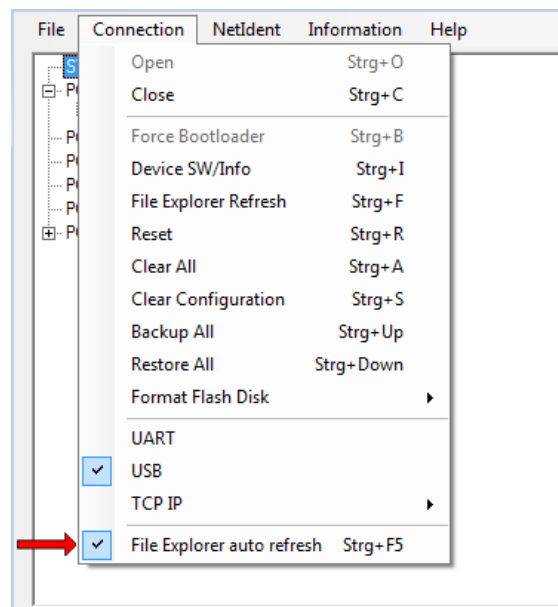 File Connection NetIdent Information Help
Open Strg+O
Close Strg+C
Force Bootloader Strg+B
Device SW/Info Strg+I
File Explorer Refresh Strg+F
Reset Strg+R
Clear All Strg+A
Clear Configuration Strg+S
Backup All Strg+Up
Restore All Strg+Down
Format Flash Disk
UART
USB
TCP IP
File Explorer auto refresh Strg+F5